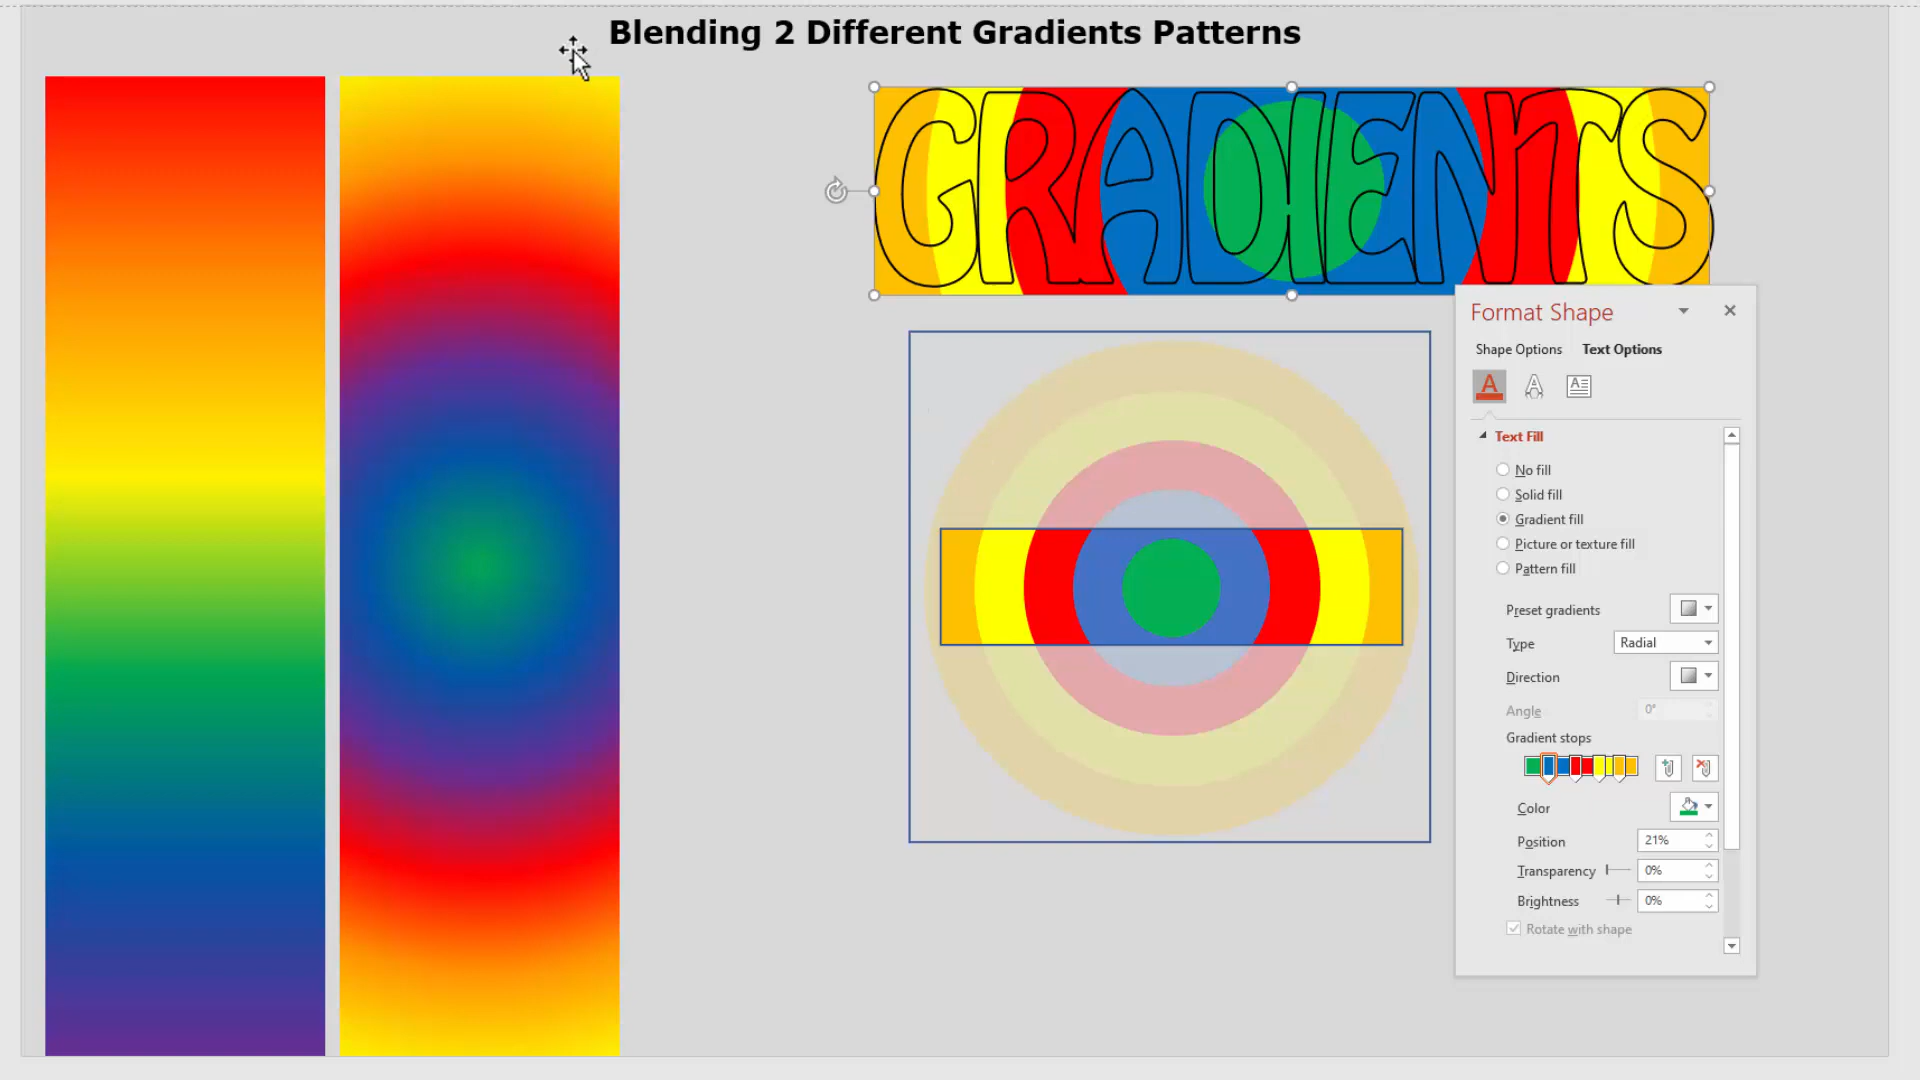 Blending 2 Different Gradients Patterns
GRADIENTS
Format Shape
Shape Options Text Options
A A A
Text Fill
No fill
Solid fill
Gradient fill
Picture or texture fill
Pattern fill
Preset gradients
Type Radial
Direction
Angle 0°
Gradient stops
Color
Position 21%
Transparency 0%
Brightness 0%
Rotate with shape